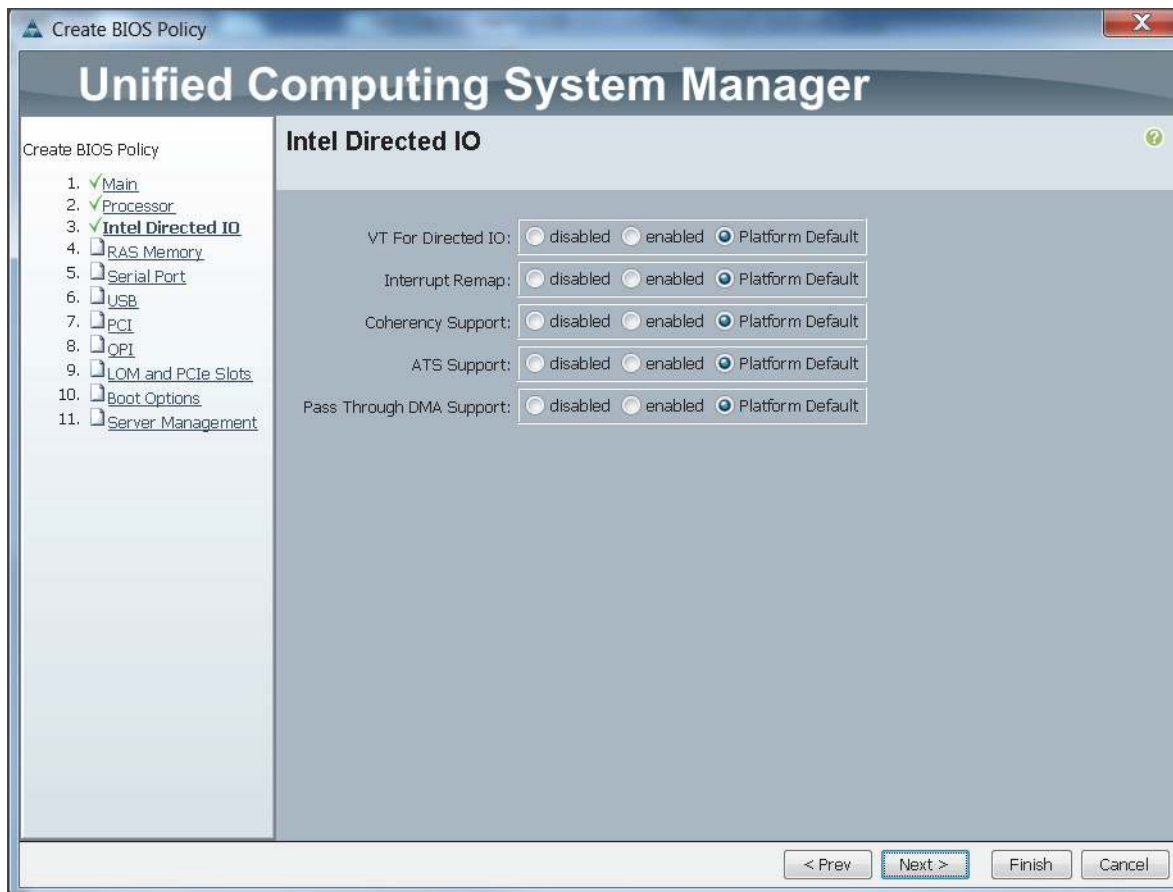 Create BIOS Policy
X
Unified Computing System Manager
Create BIOS Policy
1. Main
2. Processor
3. Intel Directed IO
4. RAS Memory
5. Serial Port
6. USB
7. PCI
8. QPI
9. LOM and PCIe Slots
10. Boot Options
11. Server Management
Intel Directed IO
?
VT For Directed IO: disabled enabled Platform Default
Interrupt Remap: disabled enabled Platform Default
Coherency Support: disabled enabled Platform Default
ATS Support: disabled enabled Platform Default
Pass Through DMA Support: disabled enabled Platform Default
< Prev Next > Finish Cancel